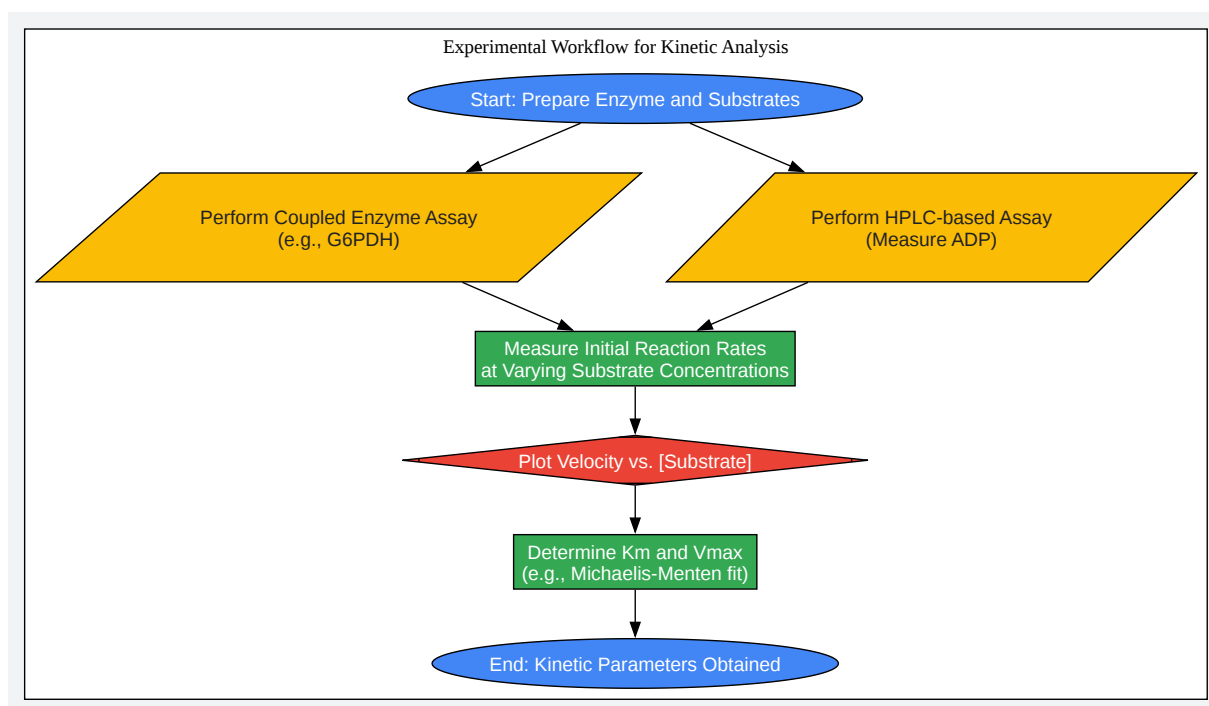 Experimental Workflow for Kinetic Analysis
Start: Prepare Enzyme and Substrates
Perform Coupled Enzyme Assay
(e.g., G6PDH)
Perform HPLC-based Assay
(Measure ADP)
Measure Initial Reaction Rates
at Varying Substrate Concentrations
Plot Velocity vs. [Substrate]
Determine Km and Vmax
(e.g., Michaelis-Menten fit)
End: Kinetic Parameters Obtained